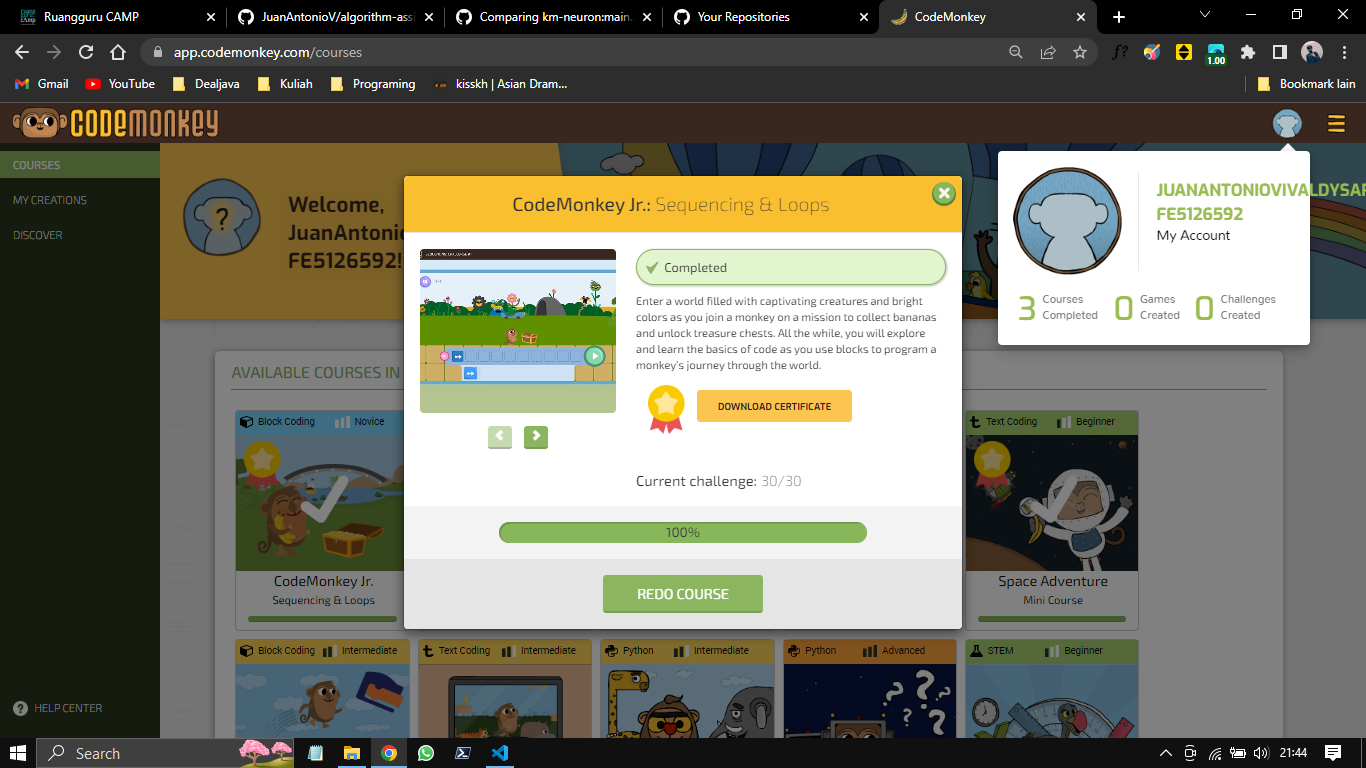 Ruangguru CAMP
JuanAntonioV/algorithm-assi
Comparing km-neuron:main.
Your Repositories
CodeMonkey
app.codemonkey.com/courses
1.00
Gmail
YouTube
Dealjava
Kuliah
Programing
kisskh | Asian Dram...
Bookmark lain
CODEMONKEY
COURSES
MY CREATIONS
DISCOVER
HELP CENTER
Welcome,
JuanAntonio
FE5126592!
JUANANTONIOVIVALDYSAF
FE5126592
My Account
3 Courses Completed
0 Games Created
0 Challenges Created
CodeMonkey Jr.: Sequencing & Loops
Completed
Enter a world filled with captivating creatures and bright
colors as you join a monkey on a mission to collect bananas
and unlock treasure chests. All the while, you will explore
and learn the basics of code as you use blocks to program a
monkey's journey through the world.
DOWNLOAD CERTIFICATE
Current challenge: 30/30
100%
REDO COURSE
AVAILABLE COURSES IN
Block Coding Novice
CodeMonkey Jr.
Sequencing & Loops
Text Coding Beginner
Space Adventure
Mini Course
Block Coding Intermediate
Text Coding Intermediate
Python Intermediate
Python Advanced
STEM Beginner
Search
21:44